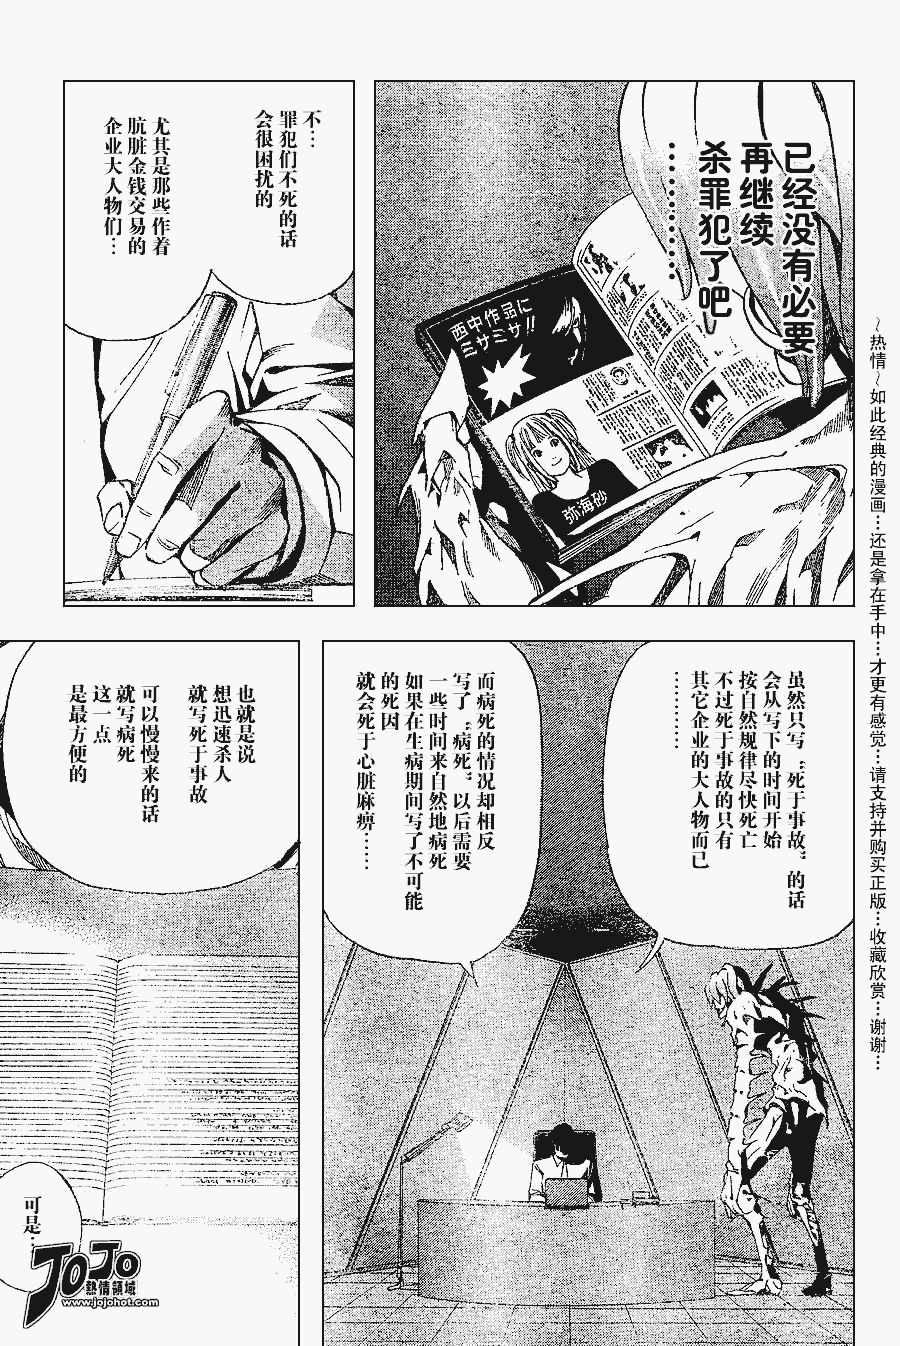 已经没有必要
再继续
杀罪犯了吧
…………
西中作品に
ミサミサ!!
弥海砂
不…
罪犯们不死的话
会很困扰的
尤其是那些作着
肮脏金钱交易的
企业大人物们…
虽然只写“死于事故”的话
会从写下的时间开始
按自然规律尽快死亡
不过死于事故的只有
其它企业的大人物而已
…………
而病死的情况却相反
写了“病死”以后需要
一些时间来自然地病死
如果在生病期间写了不可能
的死因
就会死于心脏麻痹……
也就是说
想迅速杀人
就写死于事故
可以慢慢来的话
就写病死
这一点
是最方便的
可是…
JOJO
熱情領域
www.jojohot.com
~热情~如此经典的漫画…还是拿在手中…才更有感觉…请支持并购买正版…收藏欣赏…谢谢…